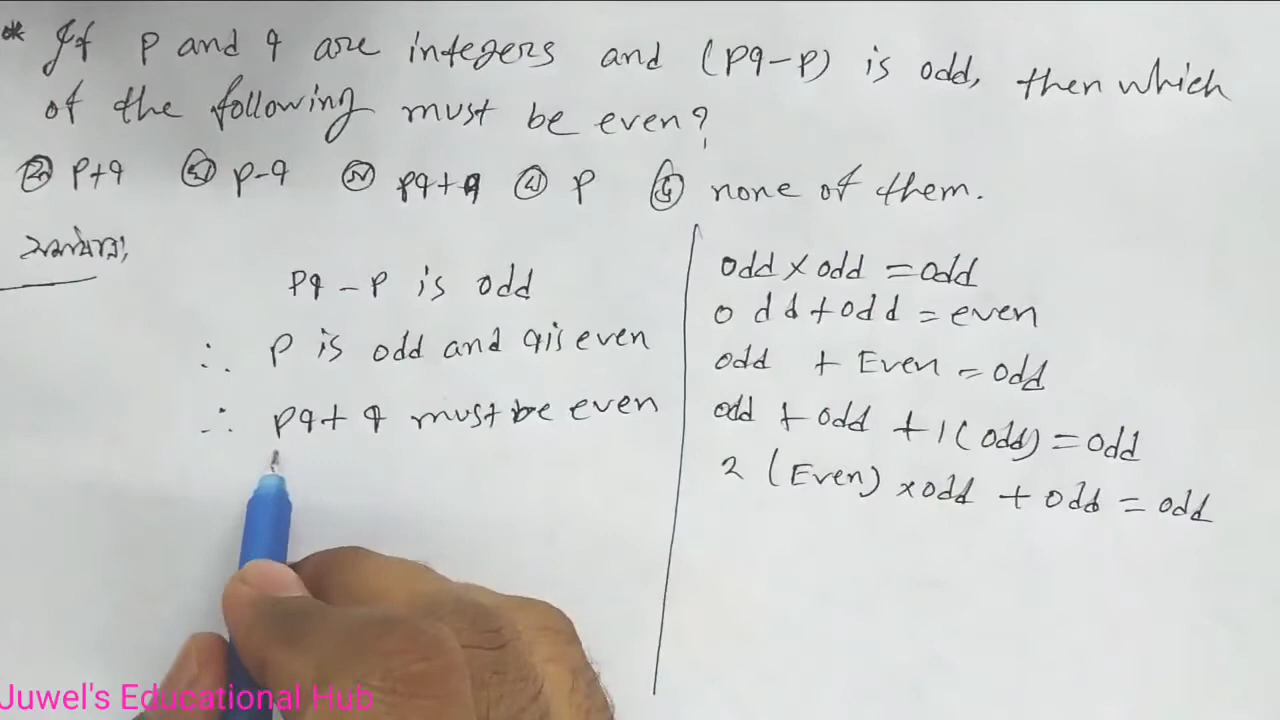 * If p and q are integers and (pq-p) is odd, then which
of the following must be even?
p+q p-q pq+q p none of them.
সমাধান,
pq - p is odd
∴ p is odd and q is even
∴ pq + q must be even
odd × odd = odd
odd + odd = even
odd + Even = odd
odd + odd + 1 (odd) = odd
2 (Even) × odd + odd = odd
Juwel's Educational Hub